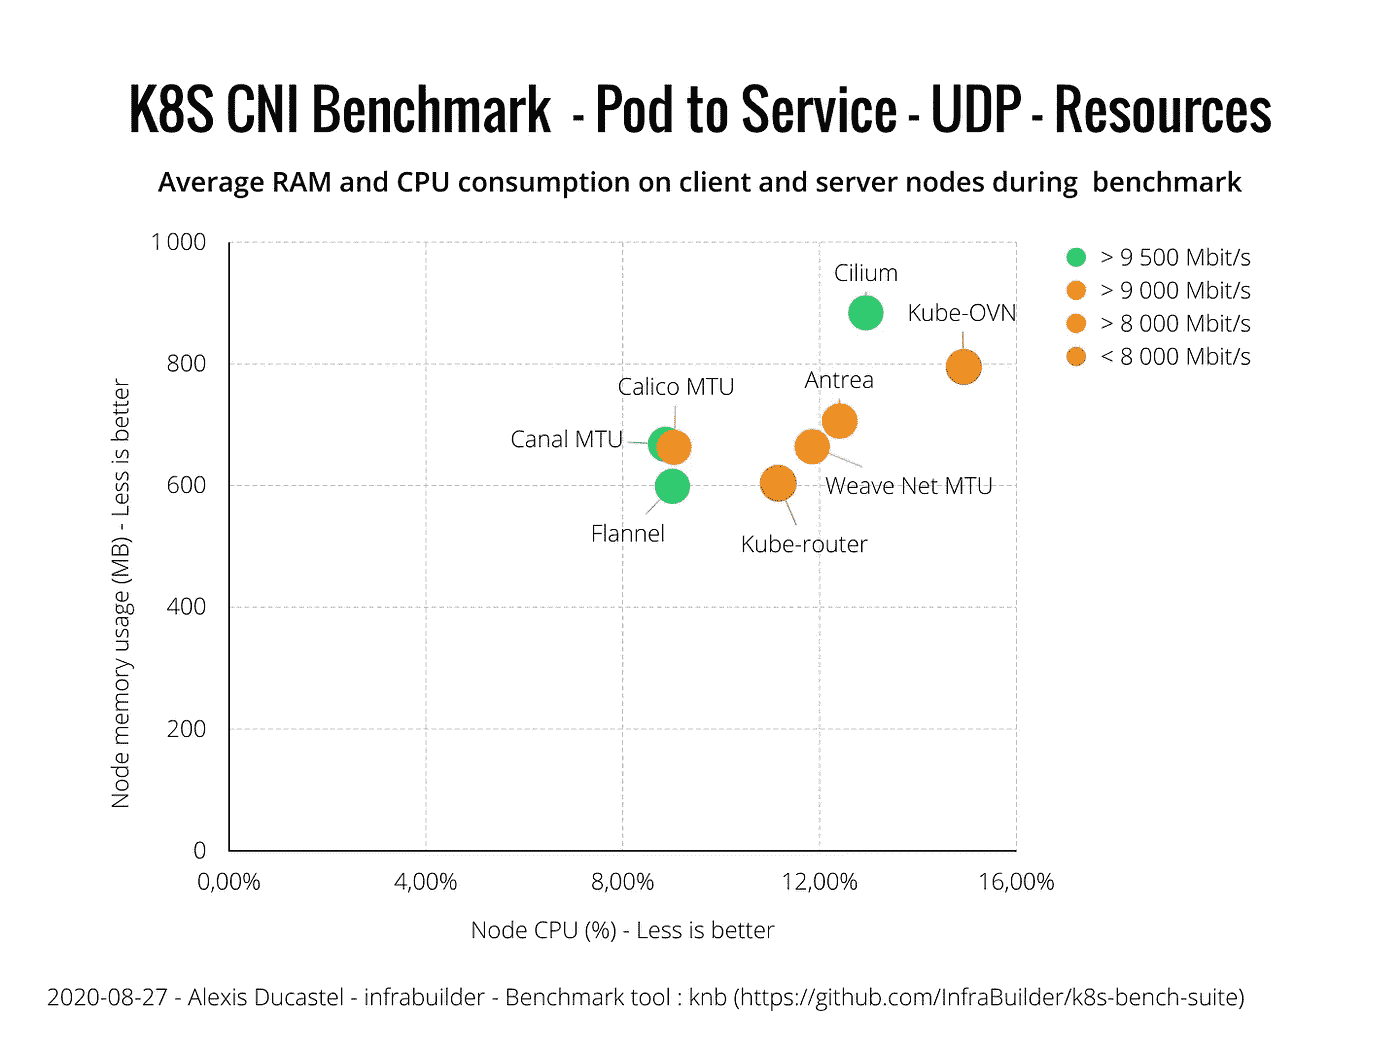 K8S CNI Benchmark - Pod to Service - UDP - Resources
Average RAM and CPU consumption on client and server nodes during benchmark
1 000
800
600
400
200
0
Node memory usage (MB) - Less is better
Cilium
Kube-OVN
Antrea
Calico MTU
Canal MTU
Weave Net MTU
Flannel
Kube-router
> 9 500 Mbit/s
> 9 000 Mbit/s
> 8 000 Mbit/s
< 8 000 Mbit/s
0,00% 4,00% 8,00% 12,00% 16,00%
Node CPU (%) - Less is better
2020-08-27 - Alexis Ducastel - infrabuilder - Benchmark tool : knb (https://github.com/InfraBuilder/k8s-bench-suite)